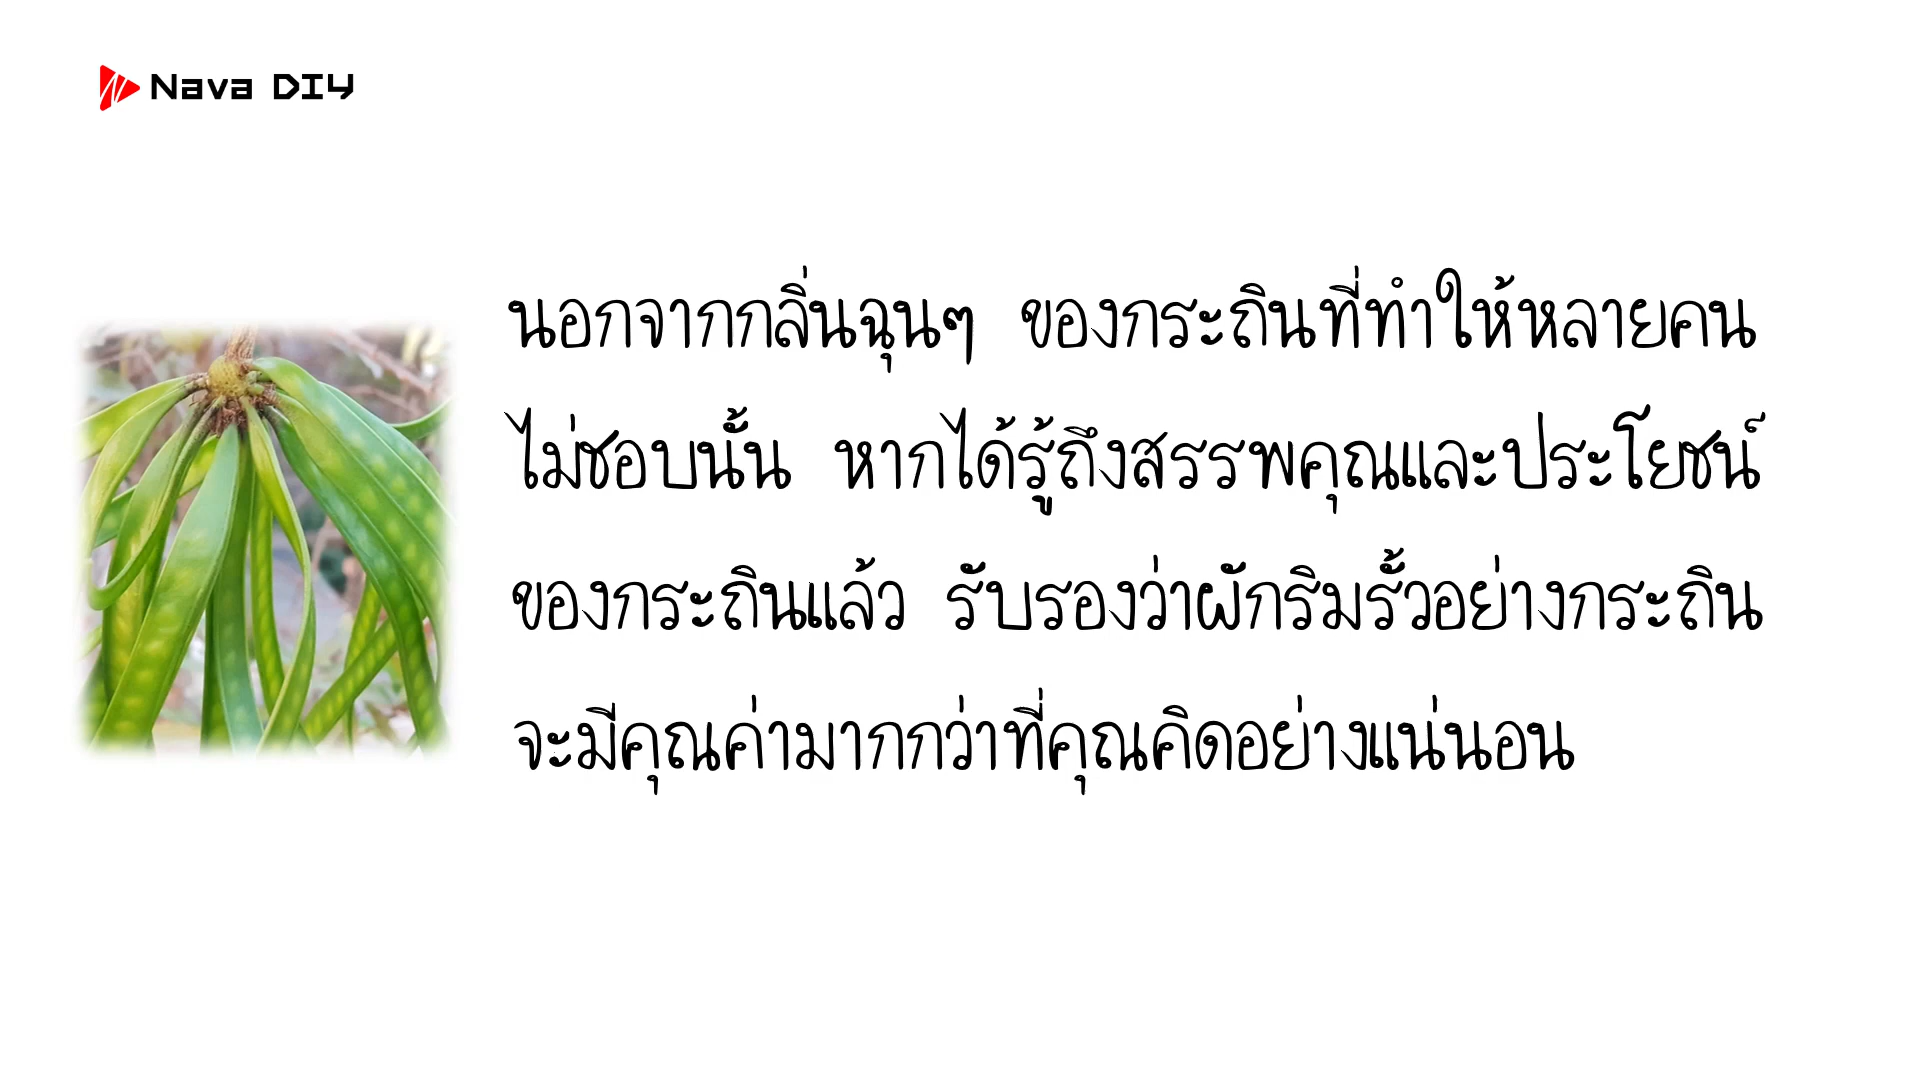 Nava DIY
นอกจากกลิ่นฉุนๆ ของกระถินที่ทำให้หลายคน
ไม่ชอบนั้น หากได้รู้ถึงสรรพคุณและประโยชน์
ของกระถินแล้ว รับรองว่าผักริมรั้วอย่างกระถิน
จะมีคุณค่ามากกว่าที่คุณคิดอย่างแน่นอน